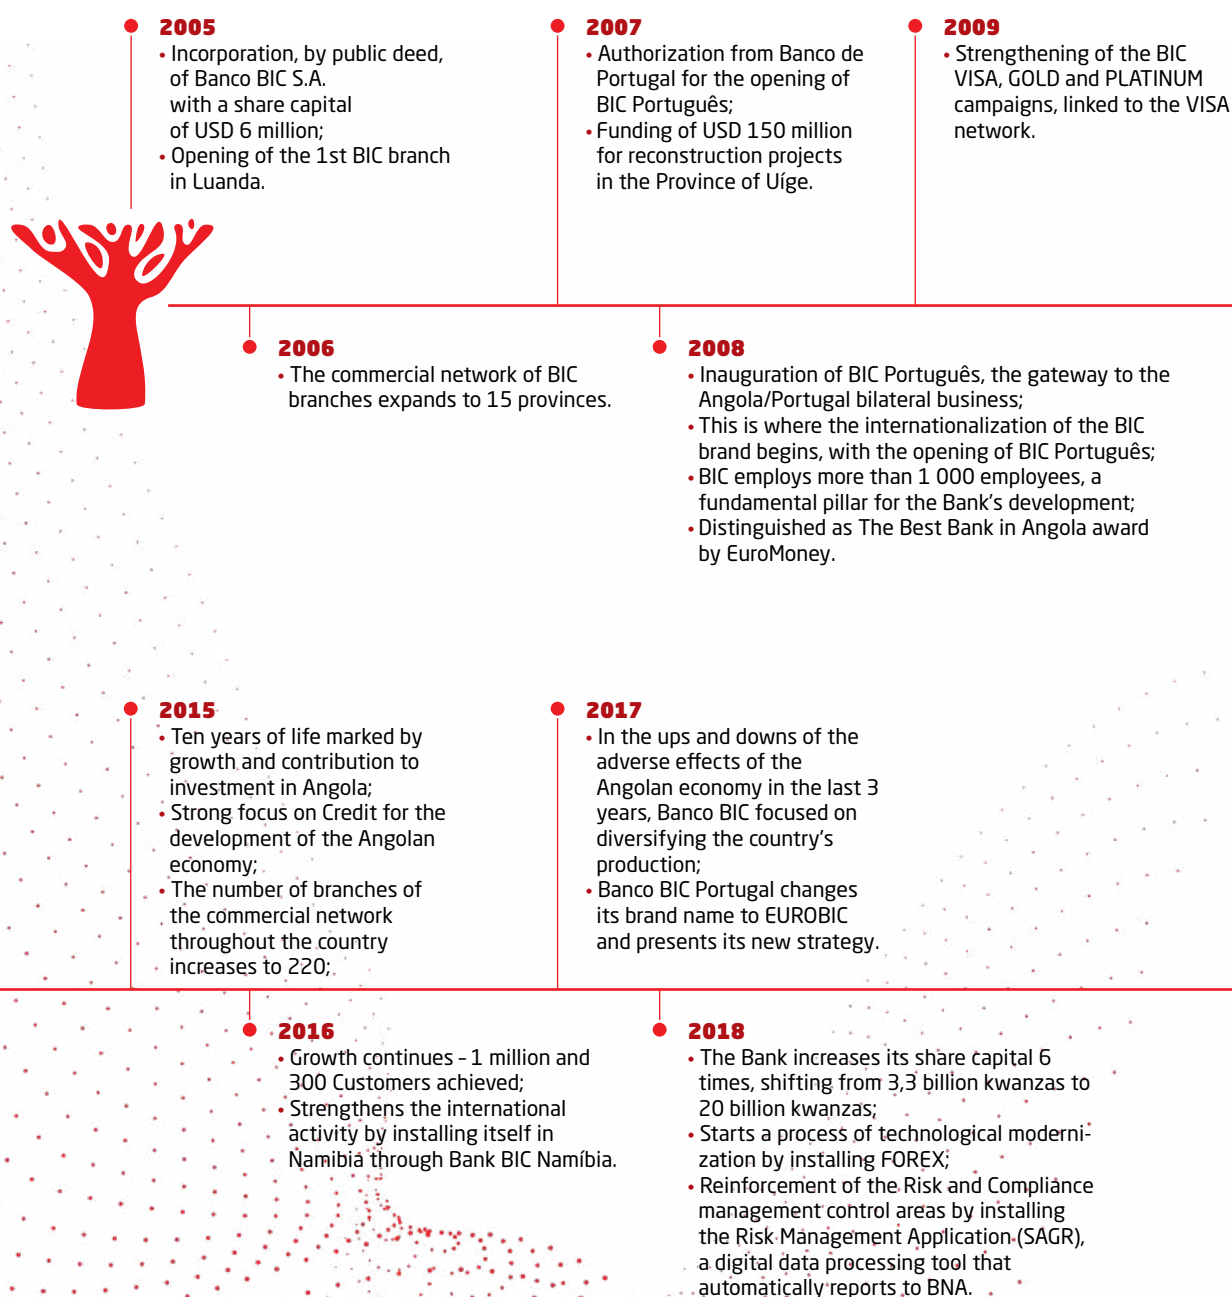 2005
• Incorporation, by public deed,
of Banco BIC S.A.
with a share capital
of USD 6 million;
• Opening of the 1st BIC branch
in Luanda.
2007
• Authorization from Banco de
Portugal for the opening of
BIC Português;
• Funding of USD 150 million
for reconstruction projects
in the Province of Uíge.
2009
• Strengthening of the BIC
VISA, GOLD and PLATINUM
campaigns, linked to the VISA
network.
2006
• The commercial network of BIC
branches expands to 15 provinces.
2008
• Inauguration of BIC Português, the gateway to the
Angola/Portugal bilateral business;
• This is where the internationalization of the BIC
brand begins, with the opening of BIC Português;
• BIC employs more than 1 000 employees, a
fundamental pillar for the Bank's development;
• Distinguished as The Best Bank in Angola award
by EuroMoney.
2015
• Ten years of life marked by
growth and contribution to
investment in Angola;
• Strong focus on Credit for the
development of the Angolan
economy;
• The number of branches of
the commercial network
throughout the country
increases to 220;
2017
• In the ups and downs of the
adverse effects of the
Angolan economy in the last 3
years, Banco BIC focused on
diversifying the country's
production;
• Banco BIC Portugal changes
its brand name to EUROBIC
and presents its new strategy.
2016
• Growth continues – 1 million and
300 Customers achieved;
• Strengthens the international
activity by installing itself in
Namibia through Bank BIC Namíbia.
2018
• The Bank increases its share capital 6
times, shifting from 3,3 billion kwanzas to
20 billion kwanzas;
• Starts a process of technological moderni-
zation by installing FOREX;
• Reinforcement of the Risk and Compliance
management control areas by installing
the Risk Management Application (SAGR),
a digital data processing tool that
automatically reports to BNA.